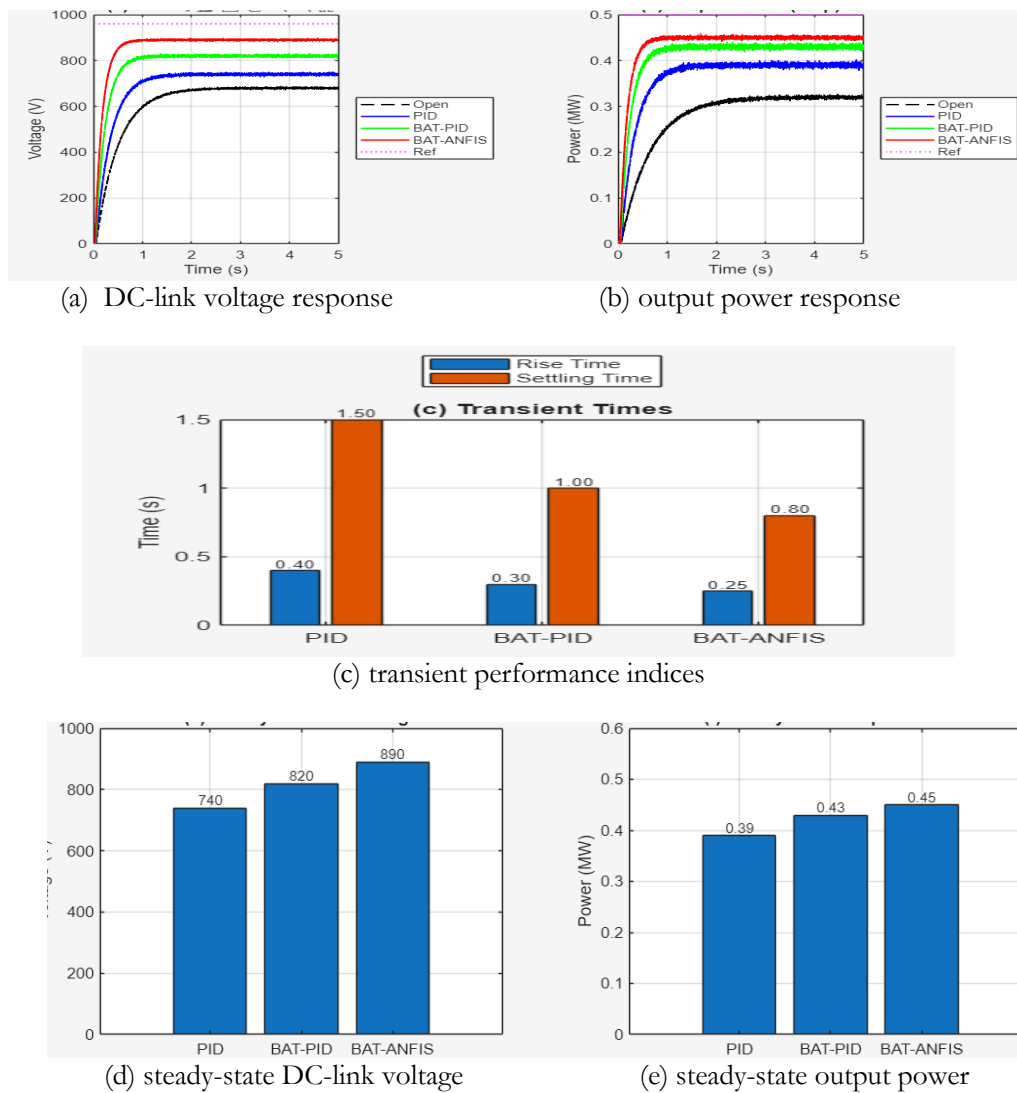 1000
800
600
400
200
0
Voltage (V)
0 1 2 3 4 5
Time (s)
Open
PID
BAT-PID
BAT-ANFIS
Ref
0.5
0.4
0.3
0.2
0.1
0
Power (MW)
0 1 2 3 4 5
Time (s)
Open
PID
BAT-PID
BAT-ANFIS
Ref
(a) DC-link voltage response
(b) output power response
Rise Time
Settling Time
(c) Transient Times
1.5
1
0.5
0
Time (s)
0.40
1.50
0.30
1.00
0.25
0.80
PID BAT-PID BAT-ANFIS
(c) transient performance indices
1000
800
600
400
200
0
740
820
890
PID BAT-PID BAT-ANFIS
0.6
0.5
0.4
0.3
0.2
0.1
0
Power (MW)
0.39
0.43
0.45
PID BAT-PID BAT-ANFIS
(d) steady-state DC-link voltage
(e) steady-state output power